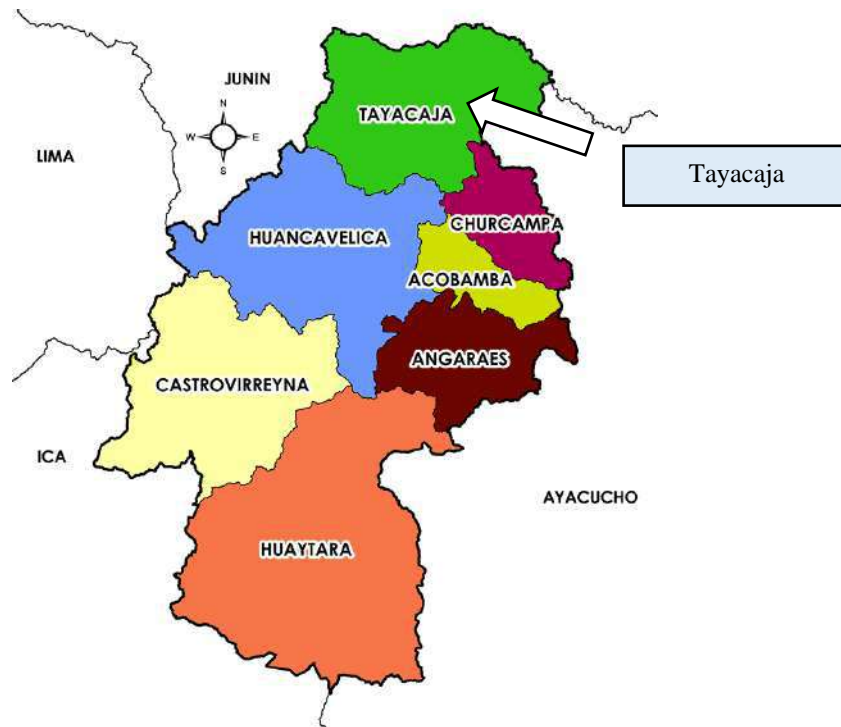 JUNIN
N
W
E
S
TAYACAJA
LIMA
Tayacaja
CHURCAMPA
HUANCAVELICA
ACOBAMBA
ANGARAES
CASTROVIRREYNA
ICA
AYACUCHO
HUAYTARA